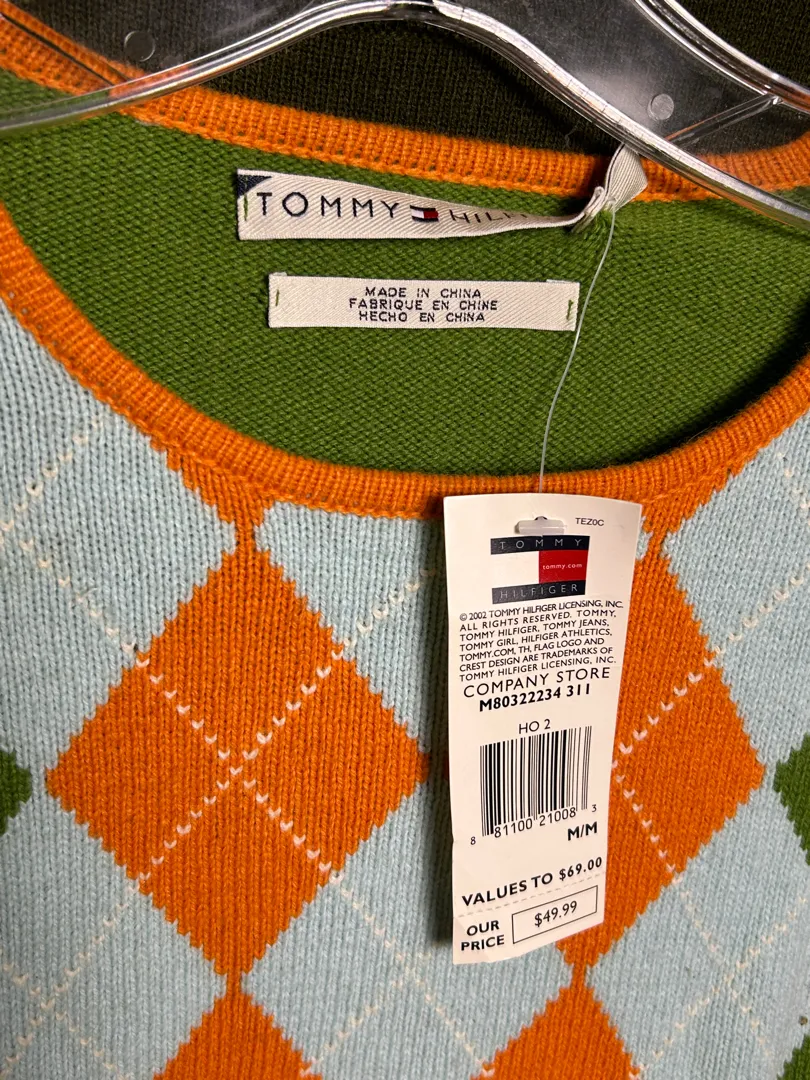 TOMMY
MADE IN CHINA
FABRIQUE EN CHINE
HECHO EN CHINA
TEZ0C
TOMMY
tommy.com
HILFIGER
© 2002 TOMMY HILFIGER LICENSING, INC.
ALL RIGHTS RESERVED. TOMMY,
TOMMY HILFIGER, TOMMY JEANS,
TOMMY GIRL, HILFIGER ATHLETICS,
TOMMY.COM, TH, FLAG LOGO AND
CREST DESIGN ARE TRADEMARKS OF
TOMMY HILFIGER LICENSING, INC.
COMPANY STORE
M80322234 311
HO 2
8 81100 21008 3
M/M
VALUES TO $69.00
OUR PRICE $49.99